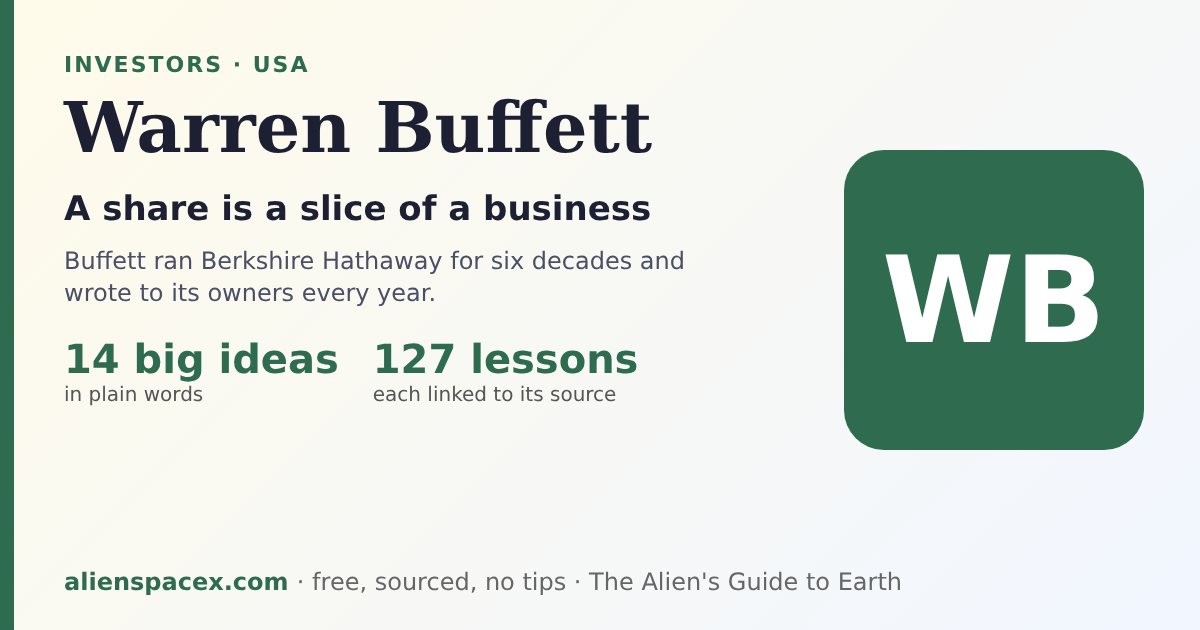 INVESTORS · USA
Warren Buffett
A share is a slice of a business
Buffett ran Berkshire Hathaway for six decades and
wrote to its owners every year.
14 big ideas
in plain words
127 lessons
each linked to its source
WB
alienspacex.com · free, sourced, no tips · The Alien's Guide to Earth